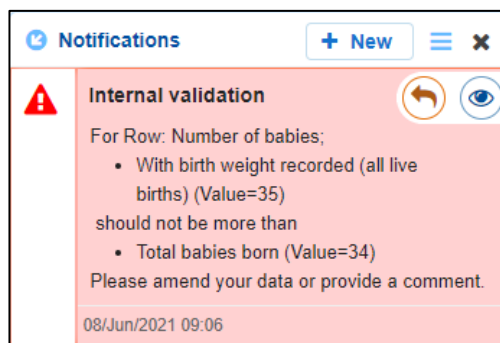 Notifications + New
Internal validation
For Row: Number of babies;
• With birth weight recorded (all live
births) (Value=35)
should not be more than
• Total babies born (Value=34)
Please amend your data or provide a comment.
08/Jun/2021 09:06